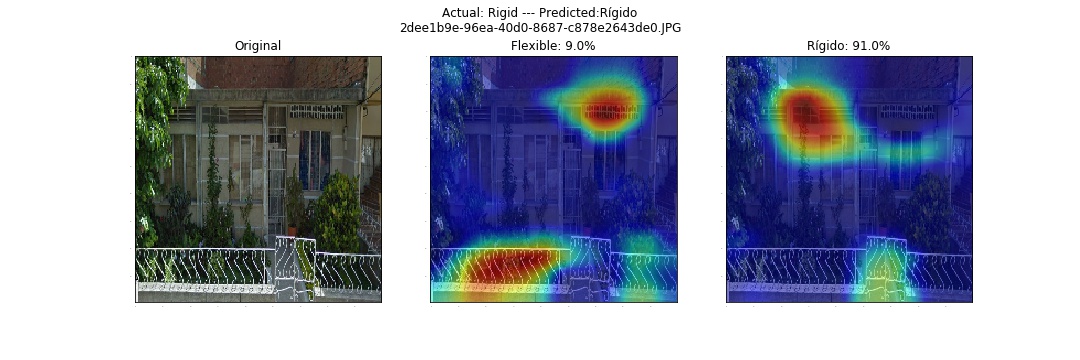 Actual: Rigid --- Predicted:Rígido
2dee1b9e-96ea-40d0-8687-c878e2643de0.JPG
Original
Flexible: 9.0%
Rígido: 91.0%